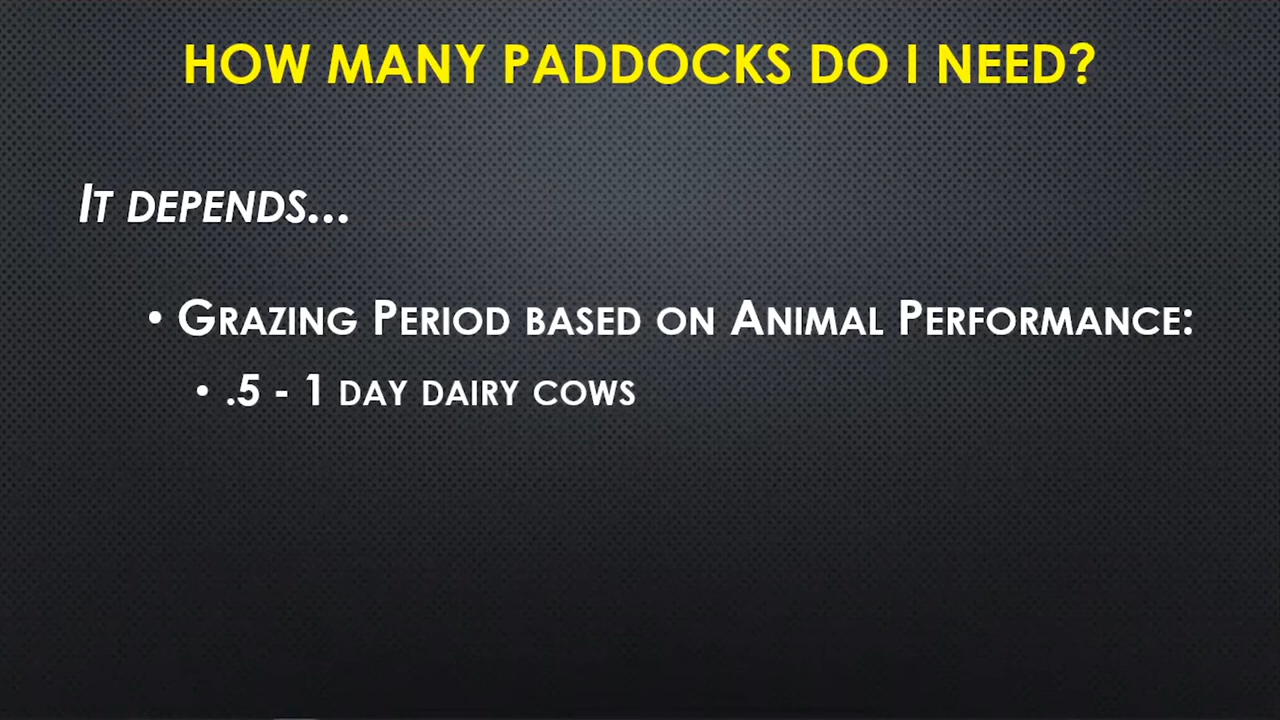 HOW MANY PADDOCKS DO I NEED?
IT DEPENDS...
• GRAZING PERIOD BASED ON ANIMAL PERFORMANCE:
• .5 - 1 DAY DAIRY COWS